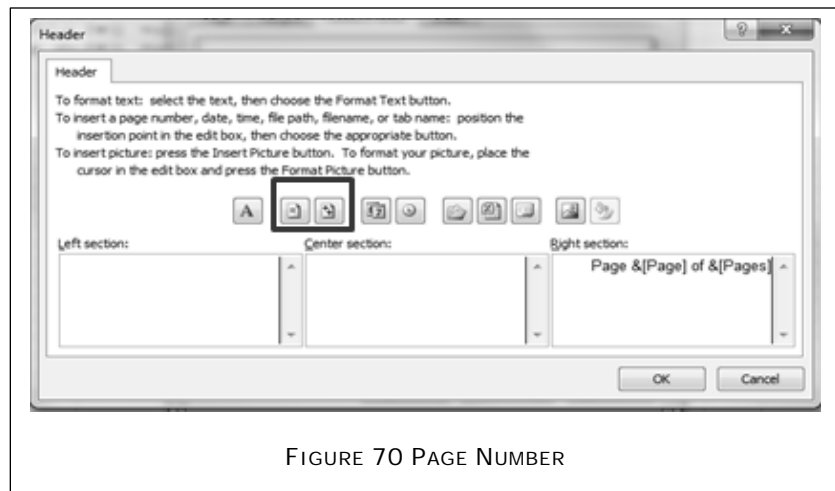 Header
Header
To format text: select the text, then choose the Format Text button.
To insert a page number, date, time, file path, filename, or tab name: position the
insertion point in the edit box, then choose the appropriate button.
To insert picture: press the Insert Picture button. To format your picture, place the
cursor in the edit box and press the Format Picture button.
A
Left section:
Center section:
Right section:
Page &[Page] of &[Pages]
OK
Cancel
FIGURE 70 PAGE NUMBER